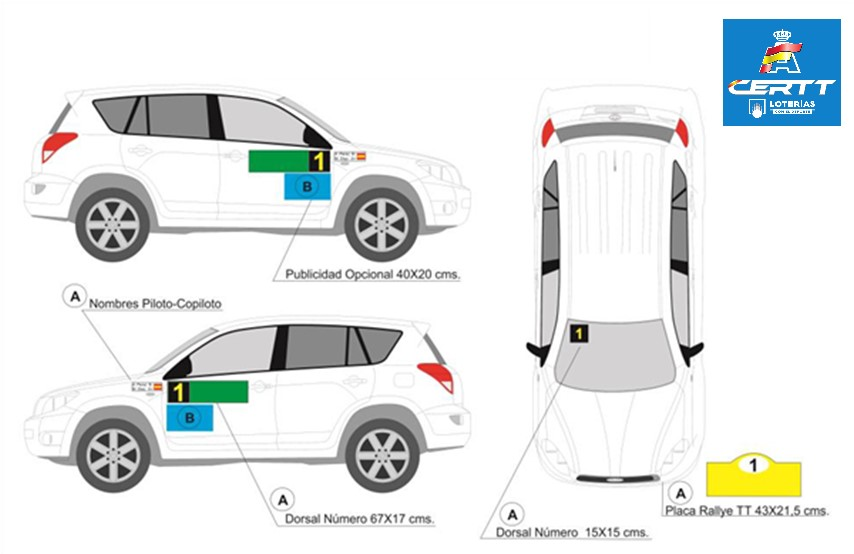 CERTT
LOTERÍAS
1
B
Publicidad Opcional 40X20 cms.
A
Nombres Piloto-Copiloto
1
1
B
A
Dorsal Número 67X17 cms.
A
Dorsal Número 15X15 cms.
1
A
Placa Rallye TT 43X21,5 cms.